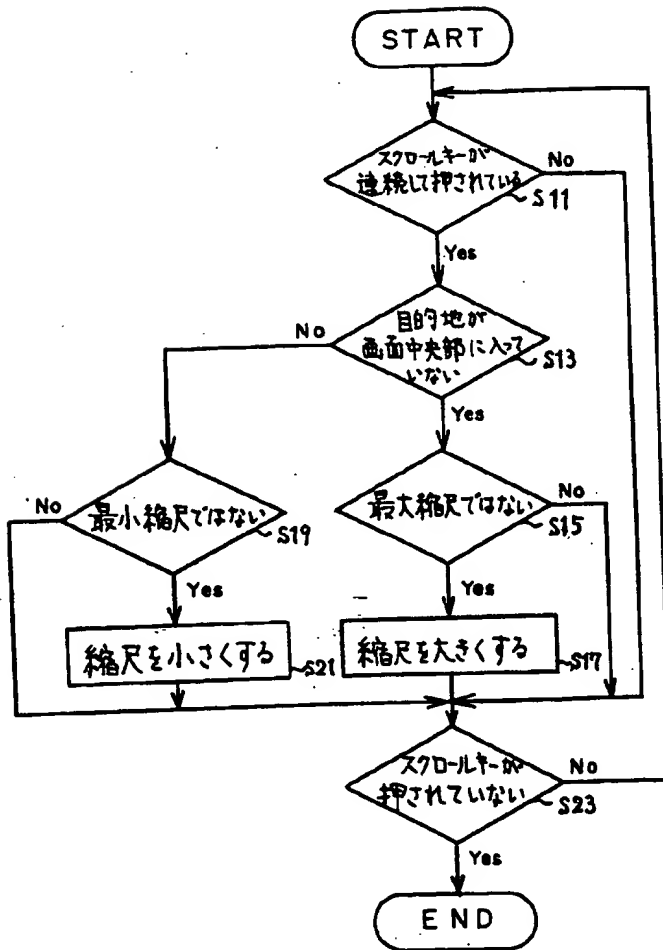 START
スクロールキーが
連続して押されている
No
S11
Yes
目的地が
画面中央部に入って
いない
No
S13
Yes
最小縮尺ではない
No
S19
Yes
最大縮尺ではない
No
S15
Yes
縮尺を小さくする
S21
縮尺を大きくする
S17
スクロールキーが
押されていない
No
S23
Yes
END